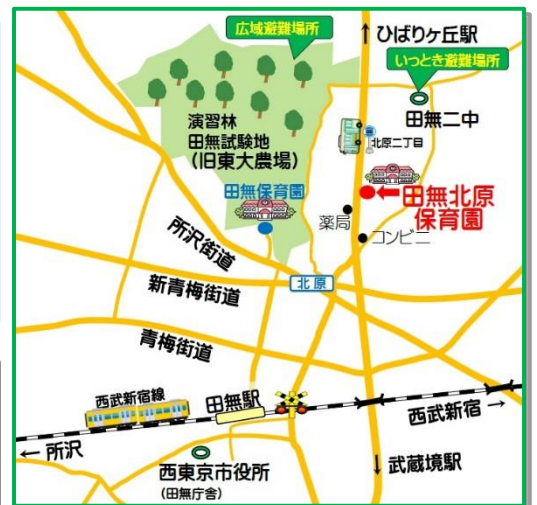 広域避難場所
↑ ひばりヶ丘駅
いっとき避難場所
田無二中
演習林
田無試験地
(旧東大農場)
北原二丁目
田無保育園
←田無北原
保育園
薬局
コンビニ
所沢街道
新青梅街道
北原
青梅街道
西武新宿線
田無駅
西武新宿 →
← 所沢
西東京市役所
(田無庁舎)
↓ 武蔵境駅